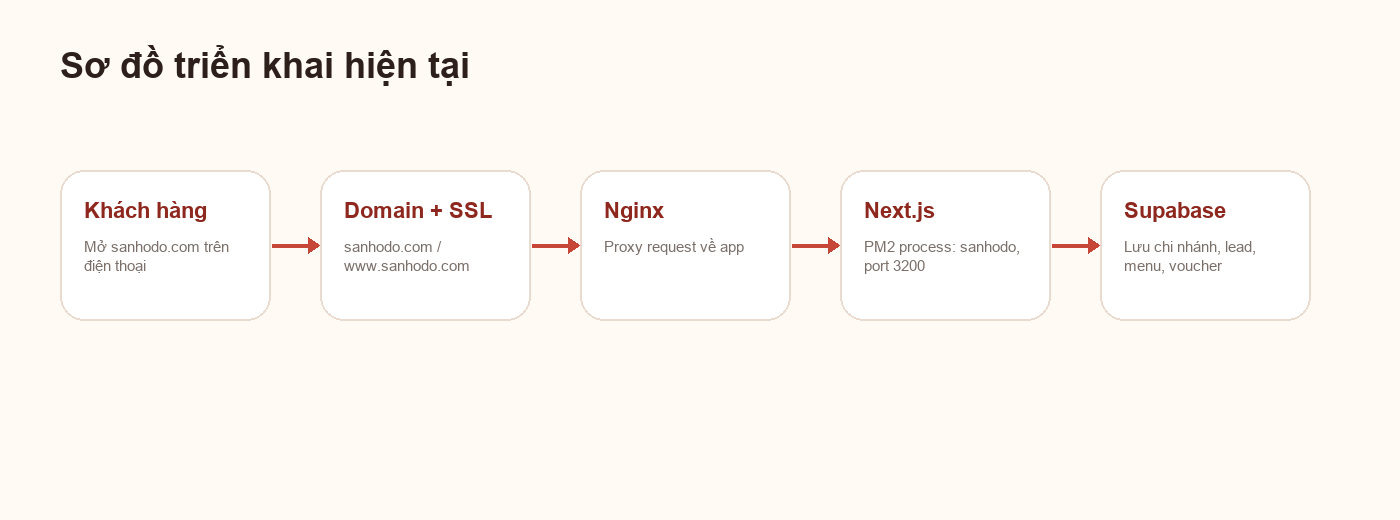 Sơ đồ triển khai hiện tại
Khách hàng
Mở sanhodo.com trên
điện thoại
Domain + SSL
sanhodo.com /
www.sanhodo.com
Nginx
Proxy request về app
Next.js
PM2 process: sanhodo,
port 3200
Supabase
Lưu chi nhánh, lead,
menu, voucher